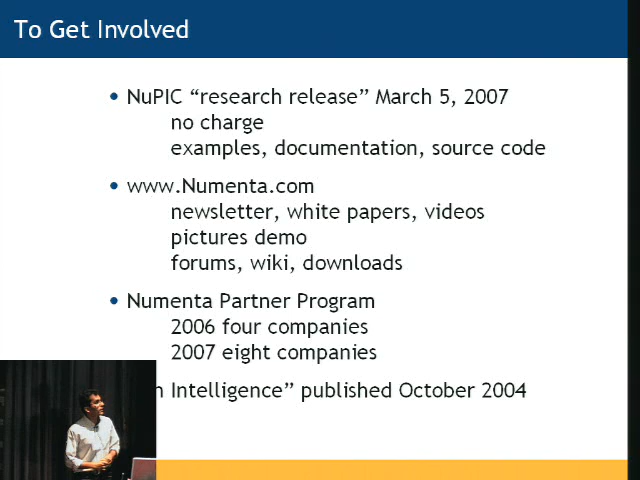 To Get Involved
• NuPIC “research release” March 5, 2007
no charge
examples, documentation, source code
• www.Numenta.com
newsletter, white papers, videos
pictures demo
forums, wiki, downloads
• Numenta Partner Program
2006 four companies
2007 eight companies
Intelligence” published October 2004